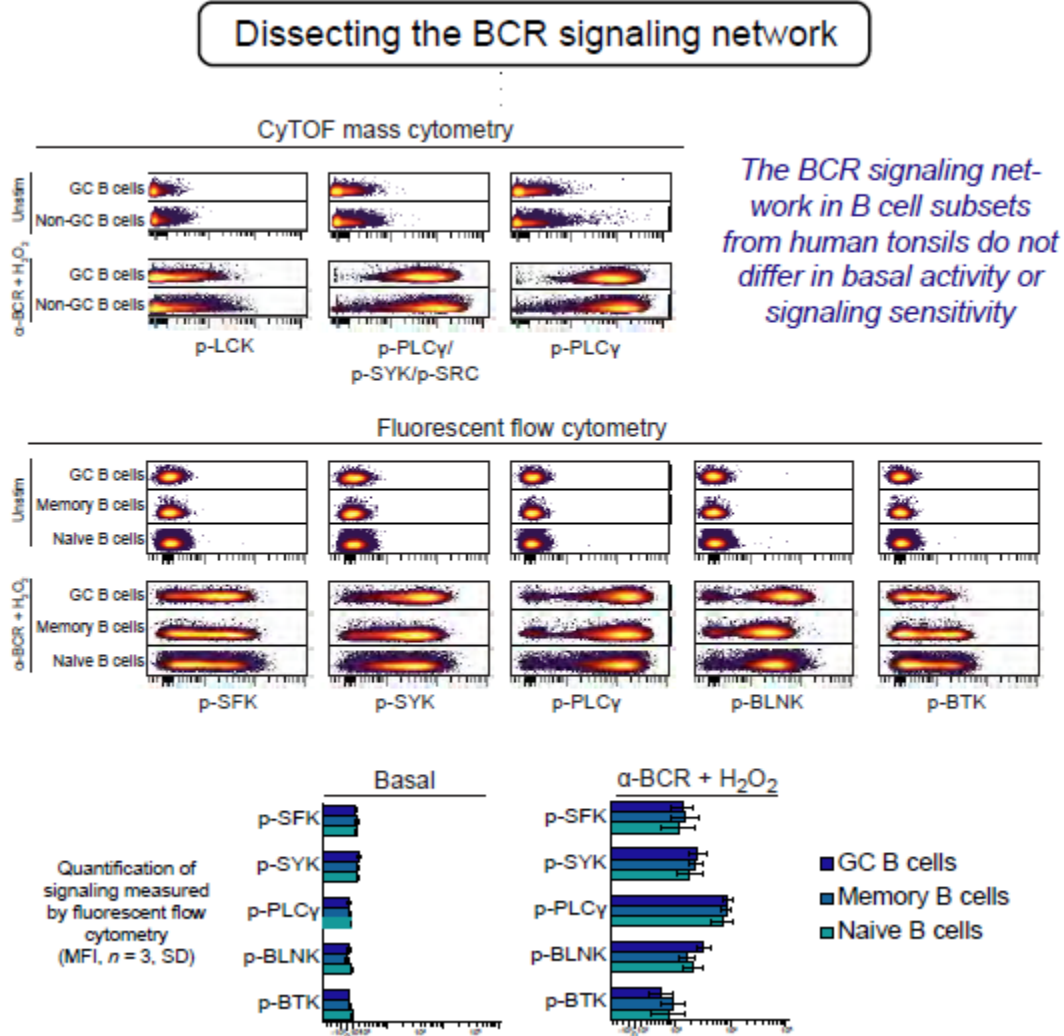 Dissecting the BCR signaling network
CyTOF mass cytometry
Unstim
GC B cells
Non-GC B cells
α-BCR + H₂O₂
GC B cells
Non-GC B cells
p-LCK
p-PLCγ/
p-SYK/p-SRC
p-PLCγ
The BCR signaling net-
work in B cell subsets
from human tonsils do not
differ in basal activity or
signaling sensitivity
Fluorescent flow cytometry
Unstim
GC B cells
Memory B cells
Naive B cells
α-BCR + H₂O₂
GC B cells
Memory B cells
Naive B cells
p-SFK
p-SYK
p-PLCγ
p-BLNK
p-BTK
Quantification of
signaling measured
by fluorescent flow
cytometry
(MFI, n = 3, SD)
Basal
p-SFK
p-SYK
p-PLCγ
p-BLNK
p-BTK
α-BCR + H₂O₂
p-SFK
p-SYK
p-PLCγ
p-BLNK
p-BTK
GC B cells
Memory B cells
Naive B cells